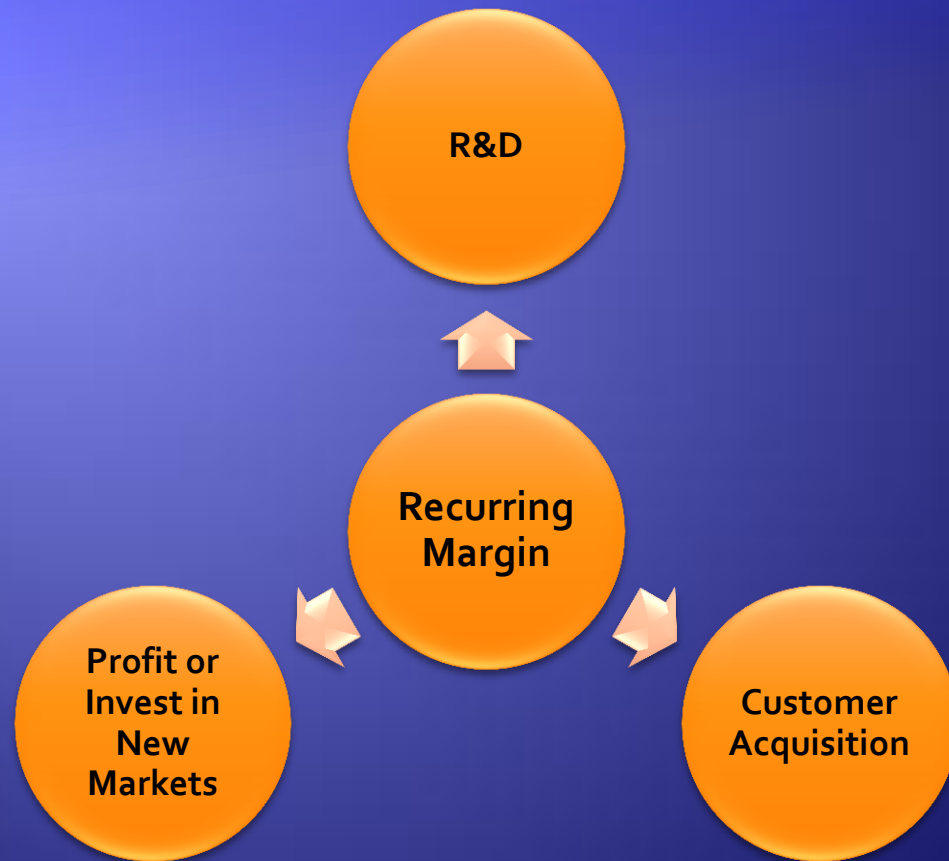 R&D
Recurring
Margin
Profit or
Invest in
New
Markets
Customer
Acquisition